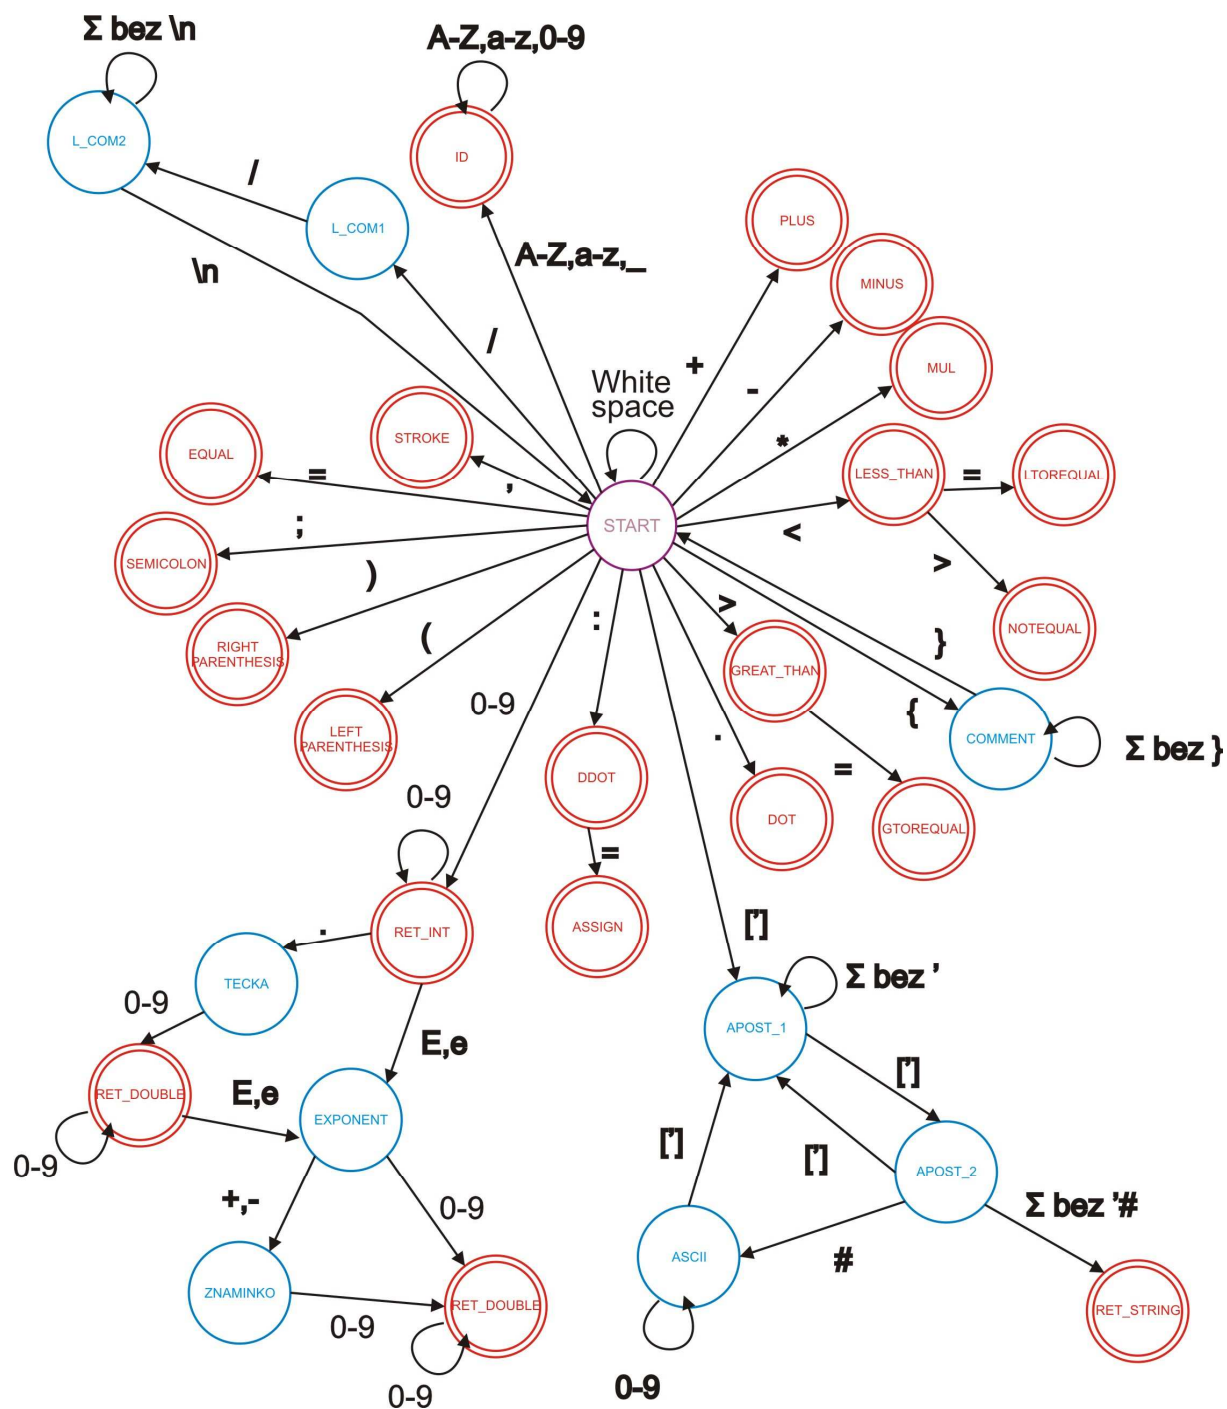 Σ bez \n
A-Z,a-z,0-9
L_COM2
ID
/
L_COM1
PLUS
\n
A-Z,a-z,_
MINUS
/
+
-
MUL
White
space
STROKE
*
EQUAL
=
,
LESS_THAN
=
LTOREQUAL
START
;
<
SEMICOLON
)
>
:
>
(
NOTEQUAL
RIGHT
PARENTHESIS
}
GREAT_THAN
0-9
{
LEFT
PARENTHESIS
.
COMMENT
Σ bez }
DDOT
=
0-9
DOT
GTOREQUAL
=
.
RET_INT
ASSIGN
[']
TECKA
Σ bez '
0-9
APOST_1
E,e
[']
RET_DOUBLE
E,e
EXPONENT
[']
[']
0-9
APOST_2
+,-
0-9
Σ bez '#
ASCII
#
ZNAMINKO
RET_DOUBLE
RET_STRING
0-9
0-9
0-9